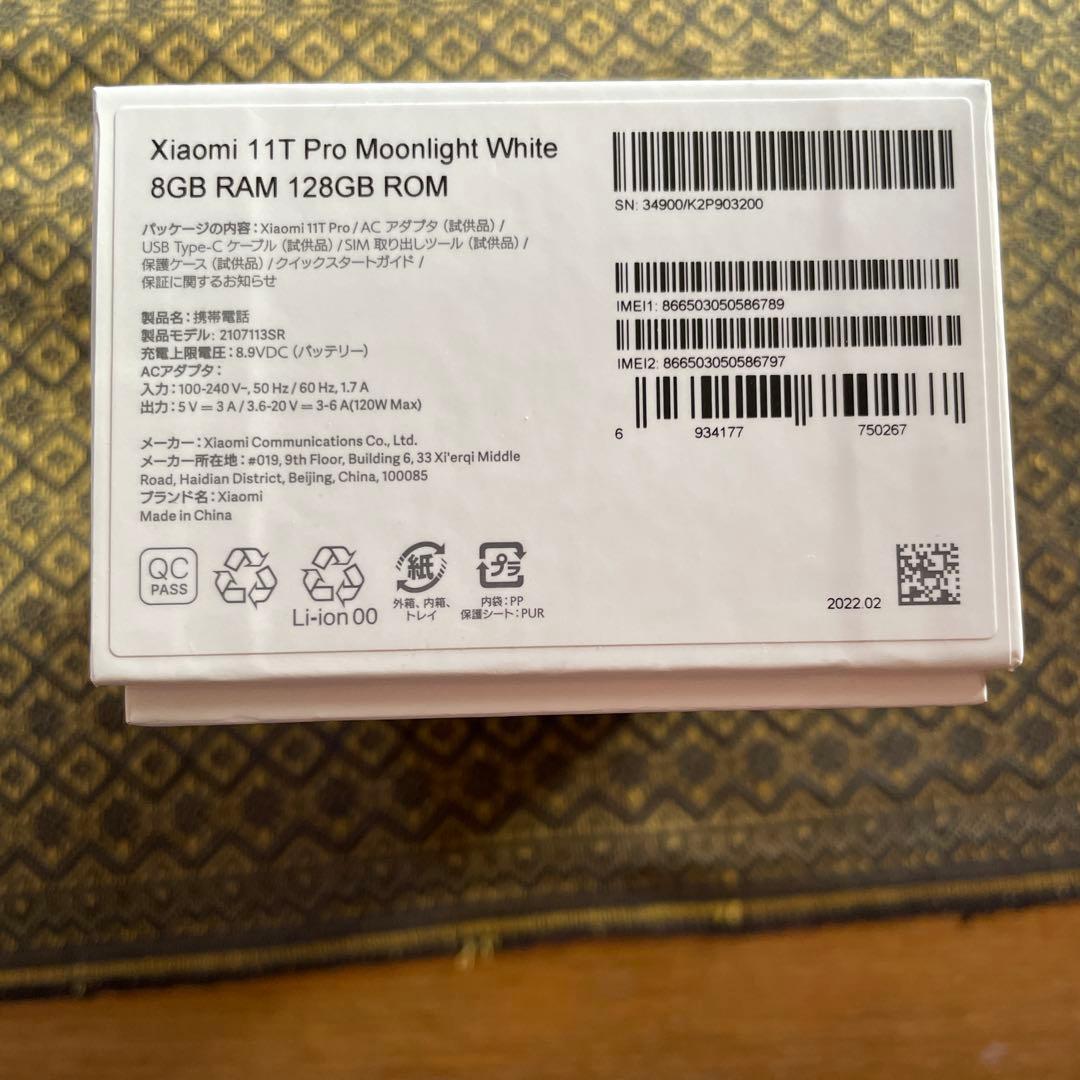 Xiaomi 11T Pro Moonlight White
8GB RAM 128GB ROM
パッケージの内容：Xiaomi 11T Pro / AC アダプタ（試供品）/
USB Type-C ケーブル（試供品）/ SIM 取り出しツール（試供品）/
保護ケース（試供品）/ クイックスタートガイド /
保証に関するお知らせ
製品名：携帯電話
製品モデル: 2107113SR
充電上限電圧：8.9VDC（バッテリー）
ACアダプタ：
入力：100-240 V~, 50 Hz / 60 Hz, 1.7 A
出力：5 V = 3 A / 3.6-20 V = 3-6 A(120W Max)
メーカー：Xiaomi Communications Co., Ltd.
メーカー所在地：#019, 9th Floor, Building 6, 33 Xi'erqi Middle
Road, Haidian District, Beijing, China, 100085
ブランド名：Xiaomi
Made in China
QC
PASS
Li-ion 00
紙
外箱、内箱、
トレイ
プラ
内袋：PP
保護シート：PUR
SN: 34900/K2P903200
IMEI1: 866503050586789
IMEI2: 866503050586797
6 934177 750267
2022.02